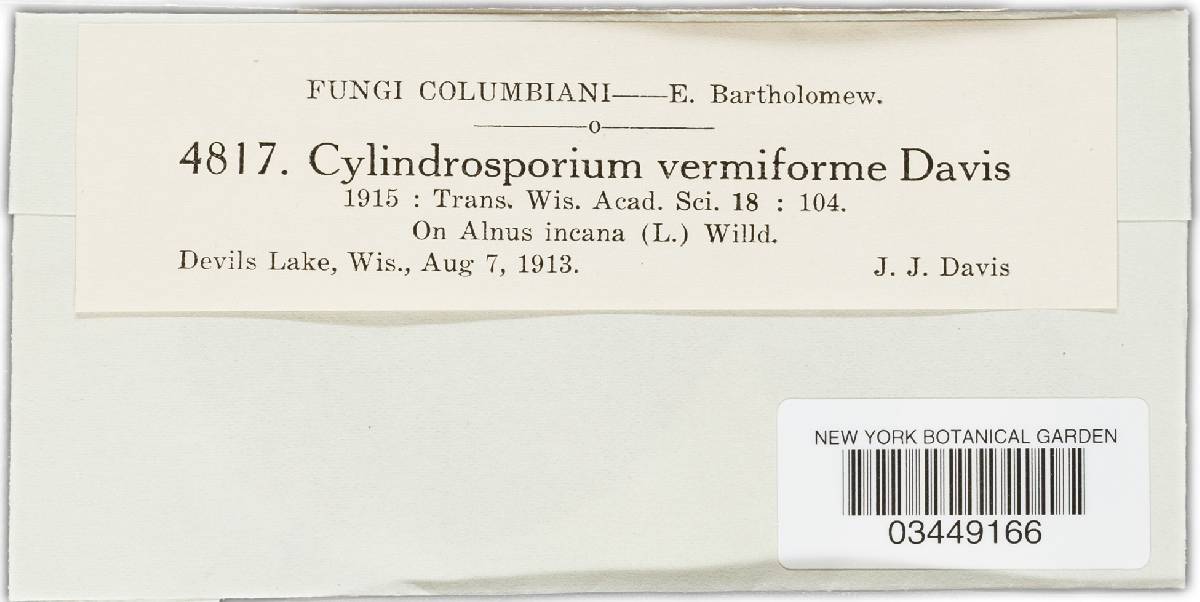 FUNGI COLUMBIANI——E. Bartholomew.
———o———
4817. Cylindrosporium vermiforme Davis
1915 : Trans. Wis. Acad. Sci. 18 : 104.
On Alnus incana (L.) Willd.
Devils Lake, Wis., Aug 7, 1913. J. J. Davis
NEW YORK BOTANICAL GARDEN
03449166